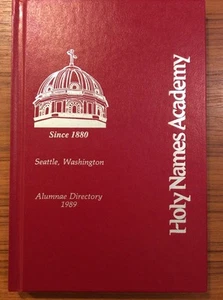 Since 1880
Seattle, Washington
Alumnae Directory
1989
Holy Names Academy